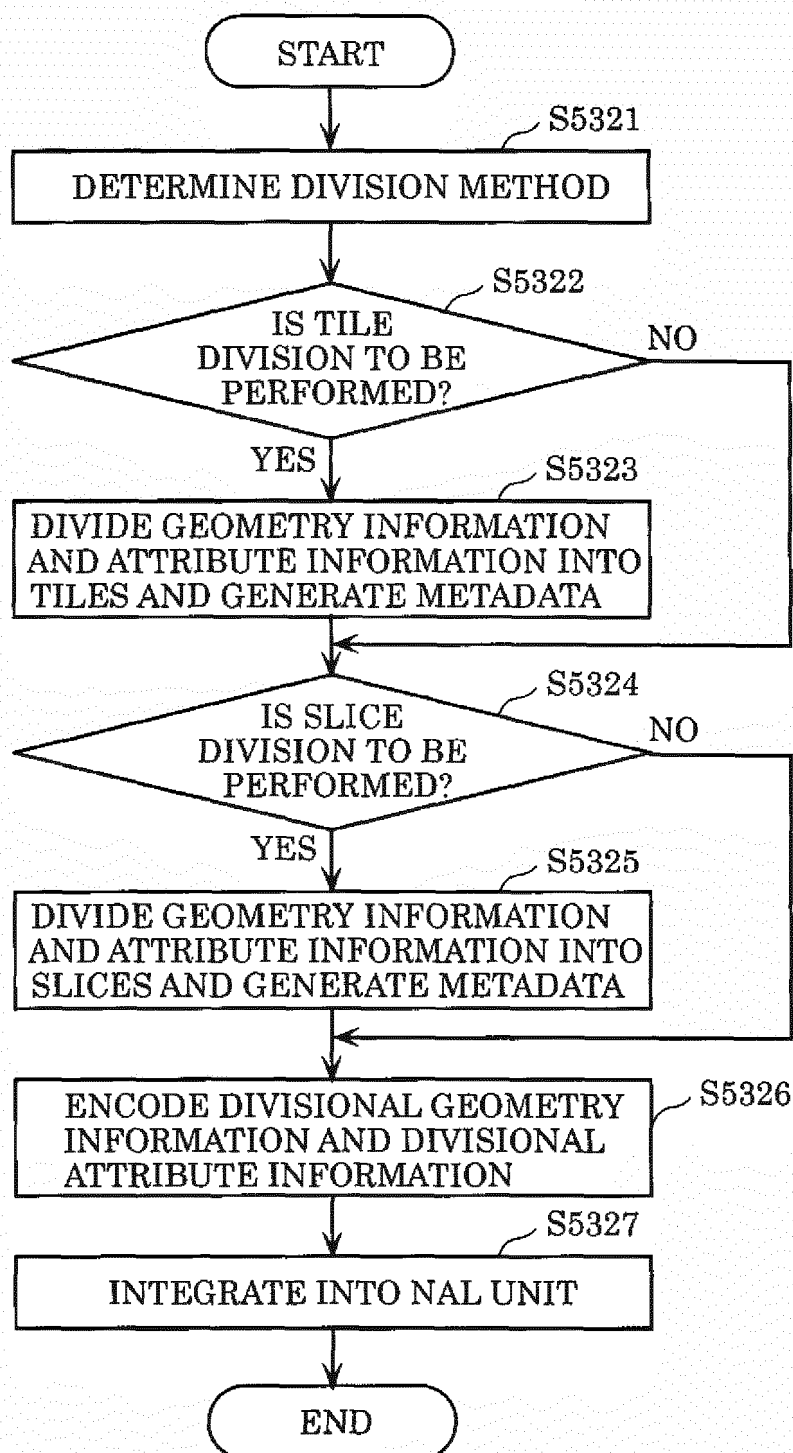 START
S5321
DETERMINE DIVISION METHOD
S5322
IS TILE
DIVISION TO BE
PERFORMED?
NO
YES
S5323
DIVIDE GEOMETRY INFORMATION
AND ATTRIBUTE INFORMATION INTO
TILES AND GENERATE METADATA
S5324
IS SLICE
DIVISION TO BE
PERFORMED?
NO
YES
S5325
DIVIDE GEOMETRY INFORMATION
AND ATTRIBUTE INFORMATION INTO
SLICES AND GENERATE METADATA
S5326
ENCODE DIVISIONAL GEOMETRY
INFORMATION AND DIVISIONAL
ATTRIBUTE INFORMATION
S5327
INTEGRATE INTO NAL UNIT
END